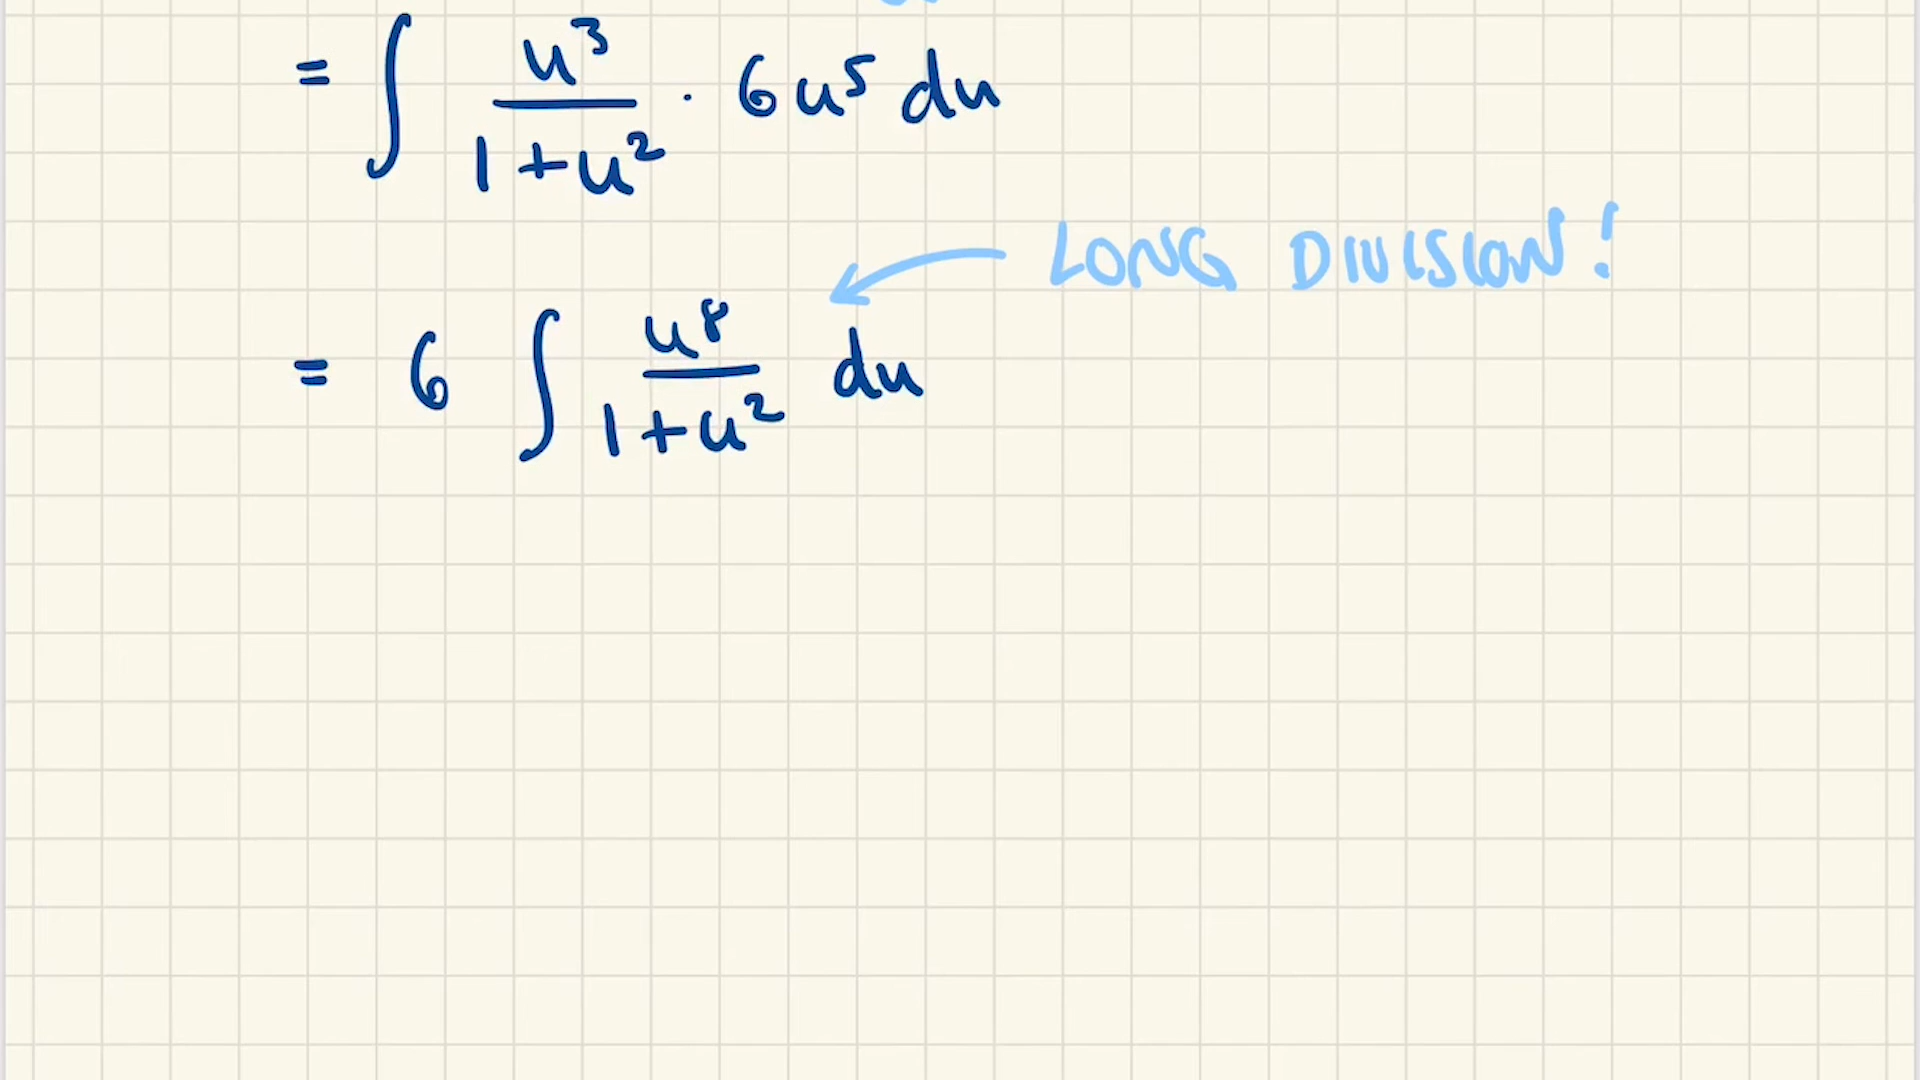 = ∫ u³/(1+u²) · 6u⁵ du
LONG DIVISION!
= 6 ∫ u⁸/(1+u²) du